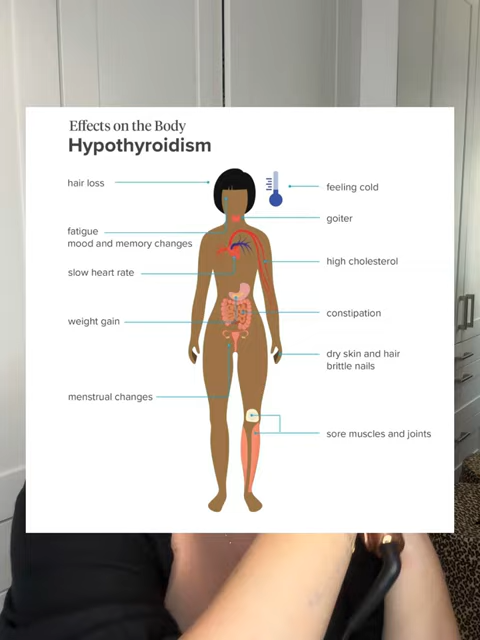 Effects on the Body
Hypothyroidism
hair loss
feeling cold
goiter
fatigue
mood and memory changes
high cholesterol
slow heart rate
constipation
weight gain
dry skin and hair
brittle nails
menstrual changes
sore muscles and joints